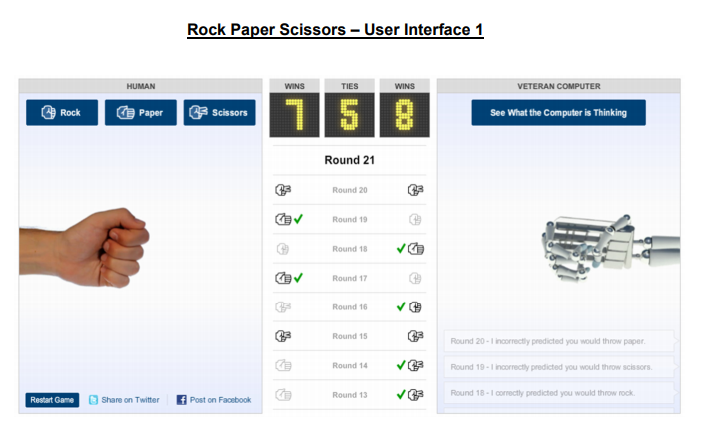 Rock Paper Scissors – User Interface 1
HUMAN
WINS TIES WINS
VETERAN COMPUTER
Rock Paper Scissors
7 5 8
See What the Computer is Thinking
Round 21
Round 20
Round 19
Round 18
Round 17
Round 16
Round 15
Round 14
Round 13
Round 20 - I incorrectly predicted you would throw paper.
Round 19 - I incorrectly predicted you would throw scissors.
Round 18 - I correctly predicted you would throw rock.
Restart Game Share on Twitter Post on Facebook